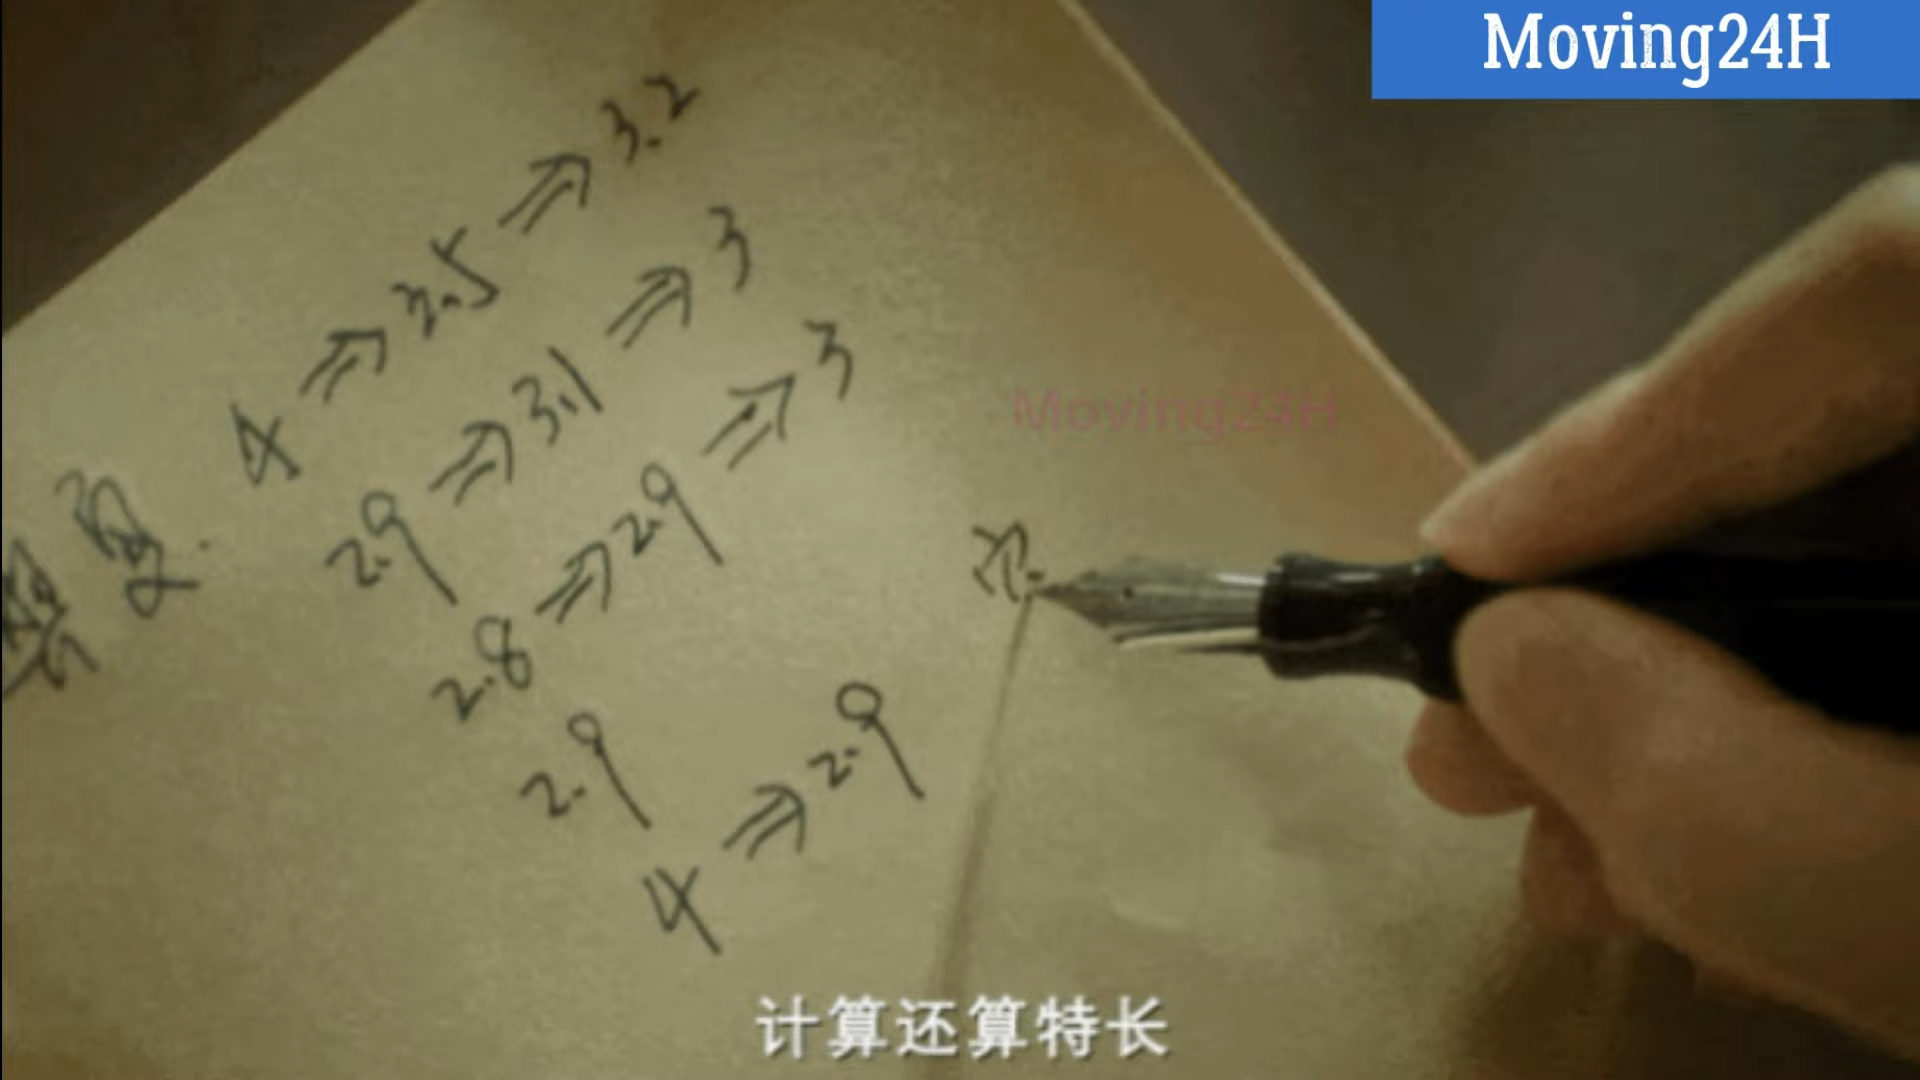 Moving24H
4 ⇒ 3.5 ⇒ 3.2
2.9 ⇒ 3.1 ⇒ 3
2.8 ⇒ 2.9 ⇒ 3
2.9
4 ⇒ 2.9
Moving24H
计算还算特长